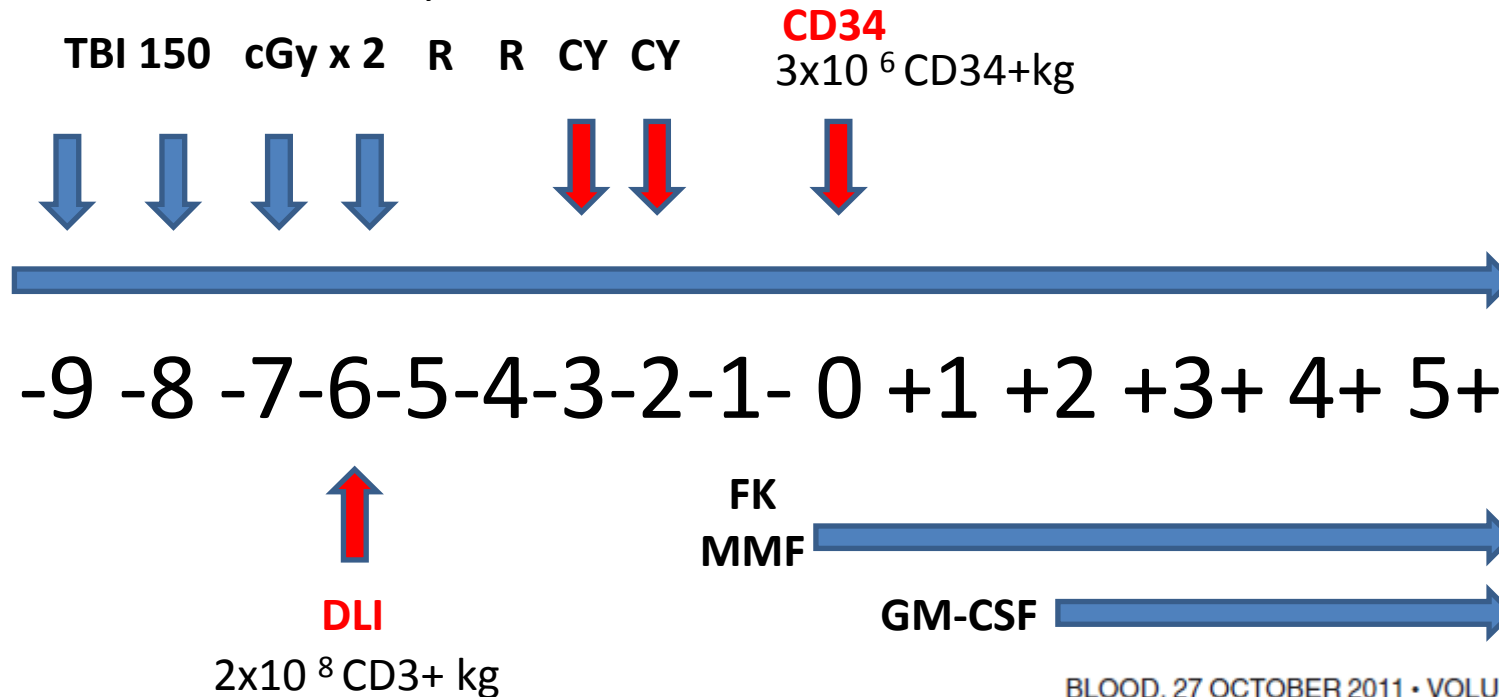 TBI 150 cGy x 2 R R CY CY
CD34
3x10 6 CD34+kg
-9 -8 -7-6-5-4-3-2-1- 0 +1 +2 +3+ 4+ 5+
FK
MMF
DLI
GM-CSF
2x10 8 CD3+ kg
BLOOD, 27 OCTOBER 2011 • VOLU